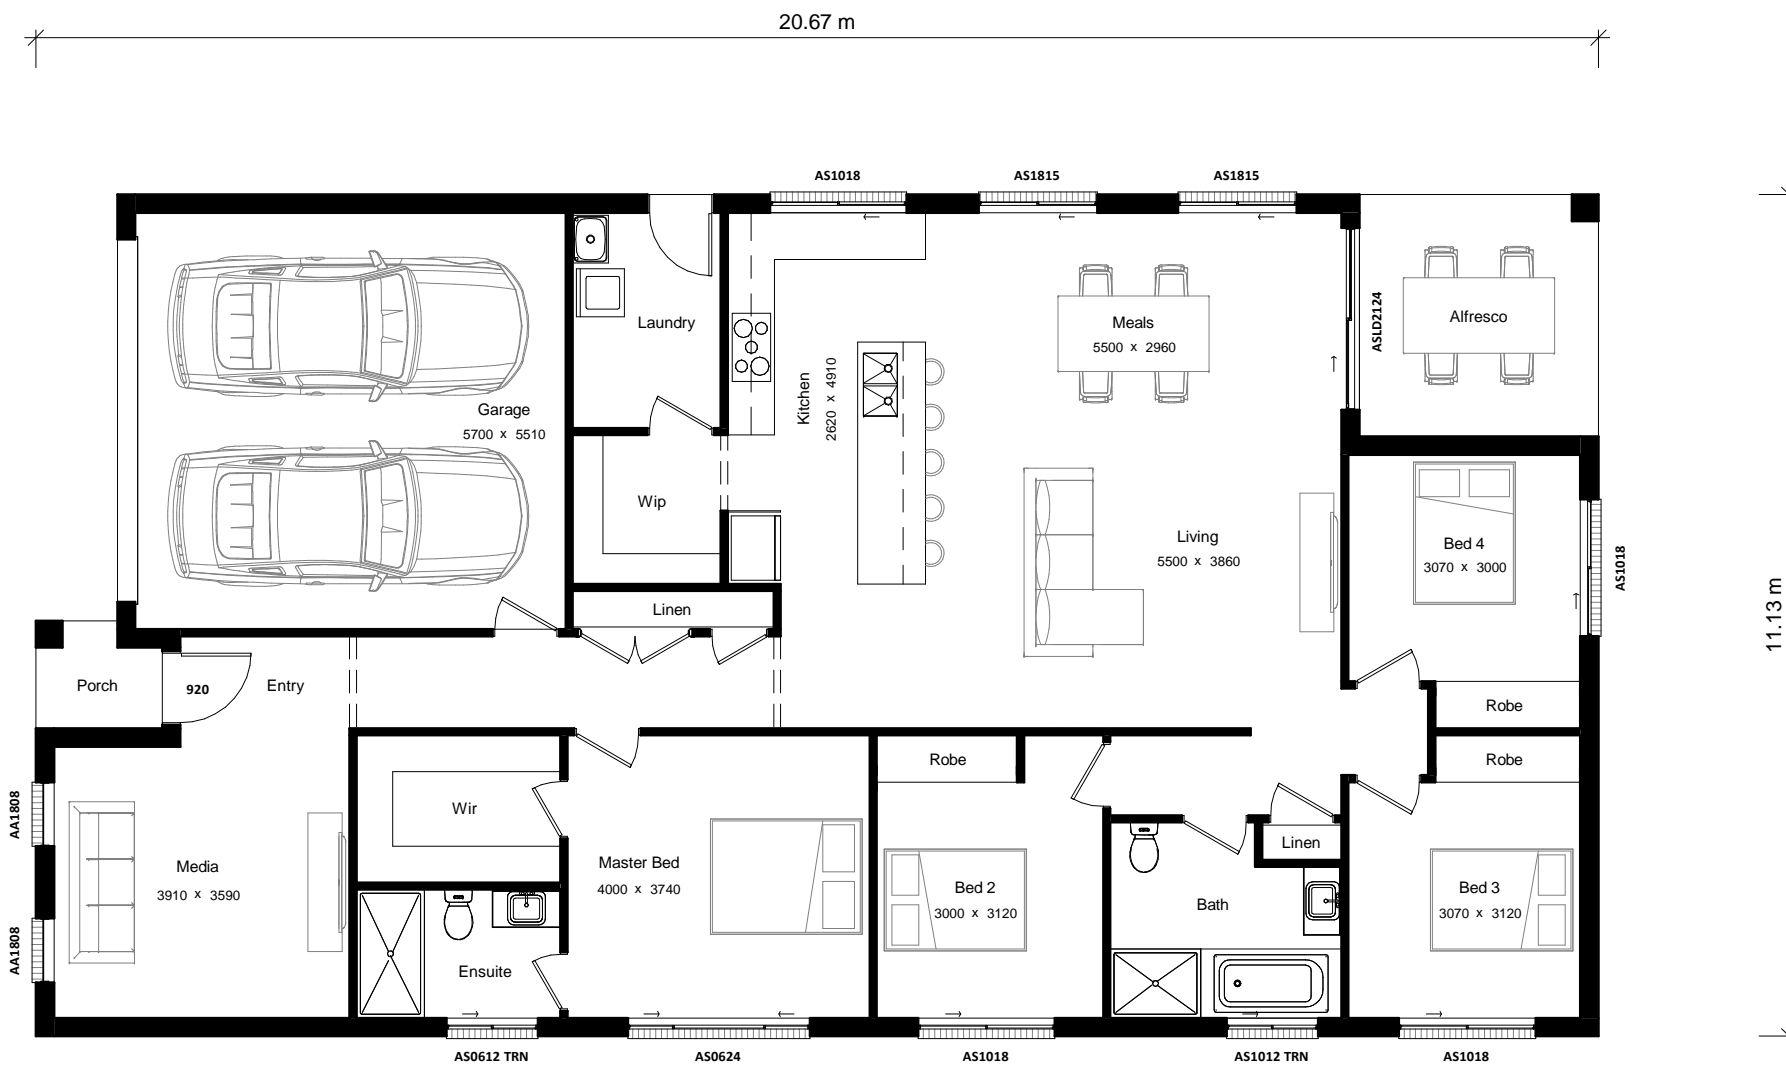 20.67 m
AS1018
AS1815
AS1815
Laundry
Meals
5500 x 2960
ASLD2124
Alfresco
Kitchen
2620 x 4910
Garage
5700 x 5510
Wip
Living
5500 x 3860
Bed 4
3070 x 3000
AS1018
11.13 m
Linen
Porch
920
Entry
Robe
Robe
Robe
AA1808
Wir
Media
3910 x 3590
Master Bed
4000 x 3740
Linen
Bed 2
3000 x 3120
Bath
Bed 3
3070 x 3120
AA1808
Ensuite
AS0612 TRN
AS0624
AS1018
AS1012 TRN
AS1018